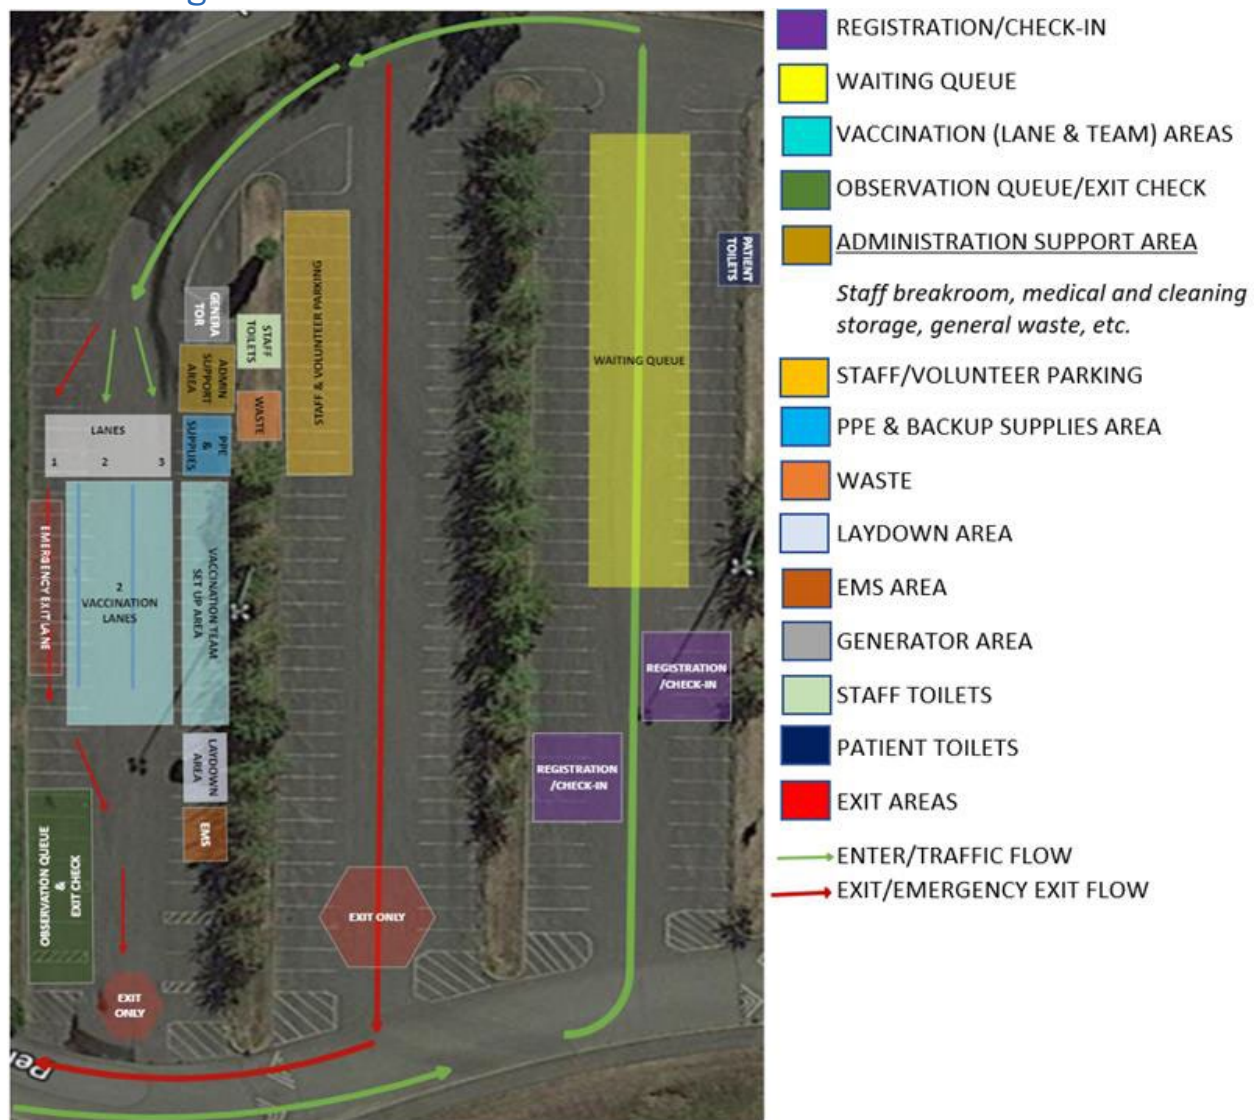 REGISTRATION/CHECK-IN
WAITING QUEUE
VACCINATION (LANE & TEAM) AREAS
OBSERVATION QUEUE/EXIT CHECK
ADMINISTRATION SUPPORT AREA
Staff breakroom, medical and cleaning
storage, general waste, etc.
STAFF/VOLUNTEER PARKING
PPE & BACKUP SUPPLIES AREA
WASTE
LAYDOWN AREA
EMS AREA
GENERATOR AREA
STAFF TOILETS
PATIENT TOILETS
EXIT AREAS
ENTER/TRAFFIC FLOW
EXIT/EMERGENCY EXIT FLOW
PATIENT
TOILETS
WAITING QUEUE
STAFF & VOLUNTEER PARKING
GENERA
TOR
STAFF
TOILETS
ADMIN
SUPPORT
AREA
WASTE
PPE
&
SUPPLIES
LANES
1 2 3
EMERGENCY EXIT LANE
2
VACCINATION
LANES
VACCINATION TEAM
SET UP AREA
REGISTRATION
/CHECK-IN
REGISTRATION
/CHECK-IN
LAYDOWN
AREA
EMS
OBSERVATION QUEUE
&
EXIT CHECK
EXIT ONLY
EXIT
ONLY